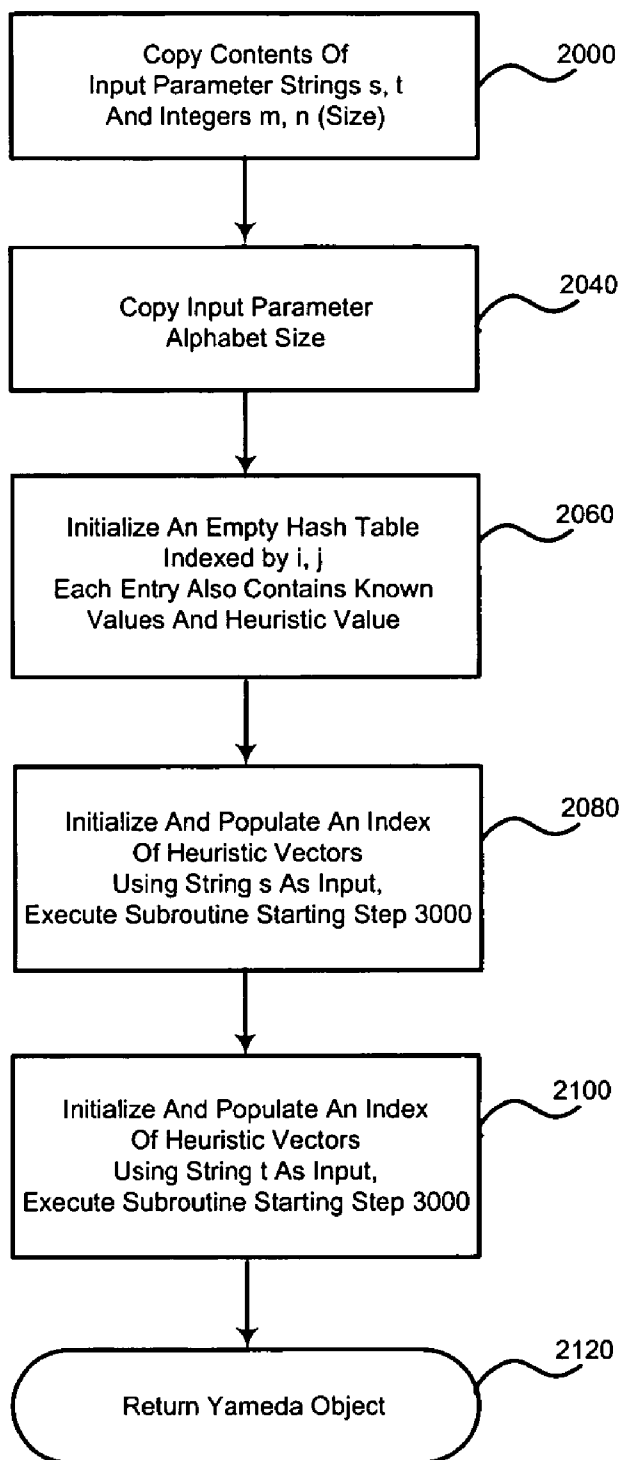 Copy Contents Of
Input Parameter Strings s, t
And Integers m, n (Size)
2000
Copy Input Parameter
Alphabet Size
2040
Initialize An Empty Hash Table
Indexed by i, j
Each Entry Also Contains Known
Values And Heuristic Value
2060
Initialize And Populate An Index
Of Heuristic Vectors
Using String s As Input,
Execute Subroutine Starting Step 3000
2080
Initialize And Populate An Index
Of Heuristic Vectors
Using String t As Input,
Execute Subroutine Starting Step 3000
2100
Return Yameda Object
2120